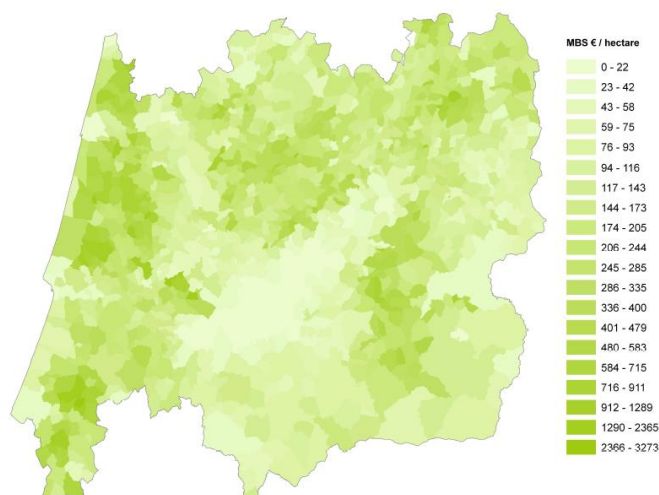 MBS € / hectare
0 - 22
23 - 42
43 - 58
59 - 75
76 - 93
94 - 116
117 - 143
144 - 173
174 - 205
206 - 244
245 - 285
286 - 335
336 - 400
401 - 479
480 - 583
584 - 715
716 - 911
912 - 1289
1290 - 2365
2366 - 3273